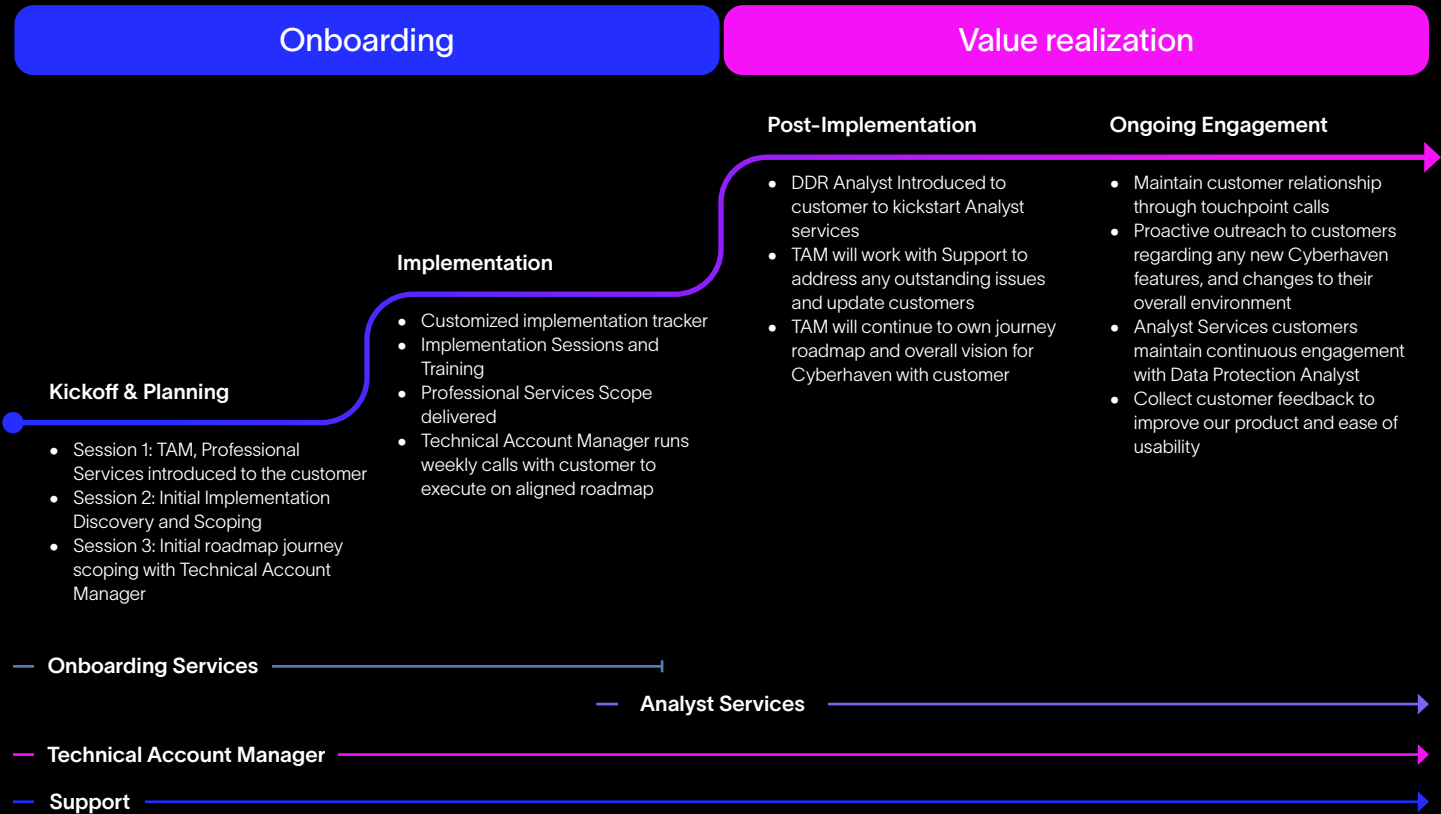 Onboarding
Value realization
Kickoff & Planning
● Session 1: TAM, Professional
Services introduced to the customer
● Session 2: Initial Implementation
Discovery and Scoping
● Session 3: Initial roadmap journey
scoping with Technical Account
Manager
Implementation
● Customized implementation tracker
● Implementation Sessions and
Training
● Professional Services Scope
delivered
● Technical Account Manager runs
weekly calls with customer to
execute on aligned roadmap
Post-Implementation
● DDR Analyst Introduced to
customer to kickstart Analyst
services
● TAM will work with Support to
address any outstanding issues
and update customers
● TAM will continue to own journey
roadmap and overall vision for
Cyberhaven with customer
Ongoing Engagement
● Maintain customer relationship
through touchpoint calls
● Proactive outreach to customers
regarding any new Cyberhaven
features, and changes to their
overall environment
● Analyst Services customers
maintain continuous engagement
with Data Protection Analyst
● Collect customer feedback to
improve our product and ease of
usability
Onboarding Services
Analyst Services
Technical Account Manager
Support